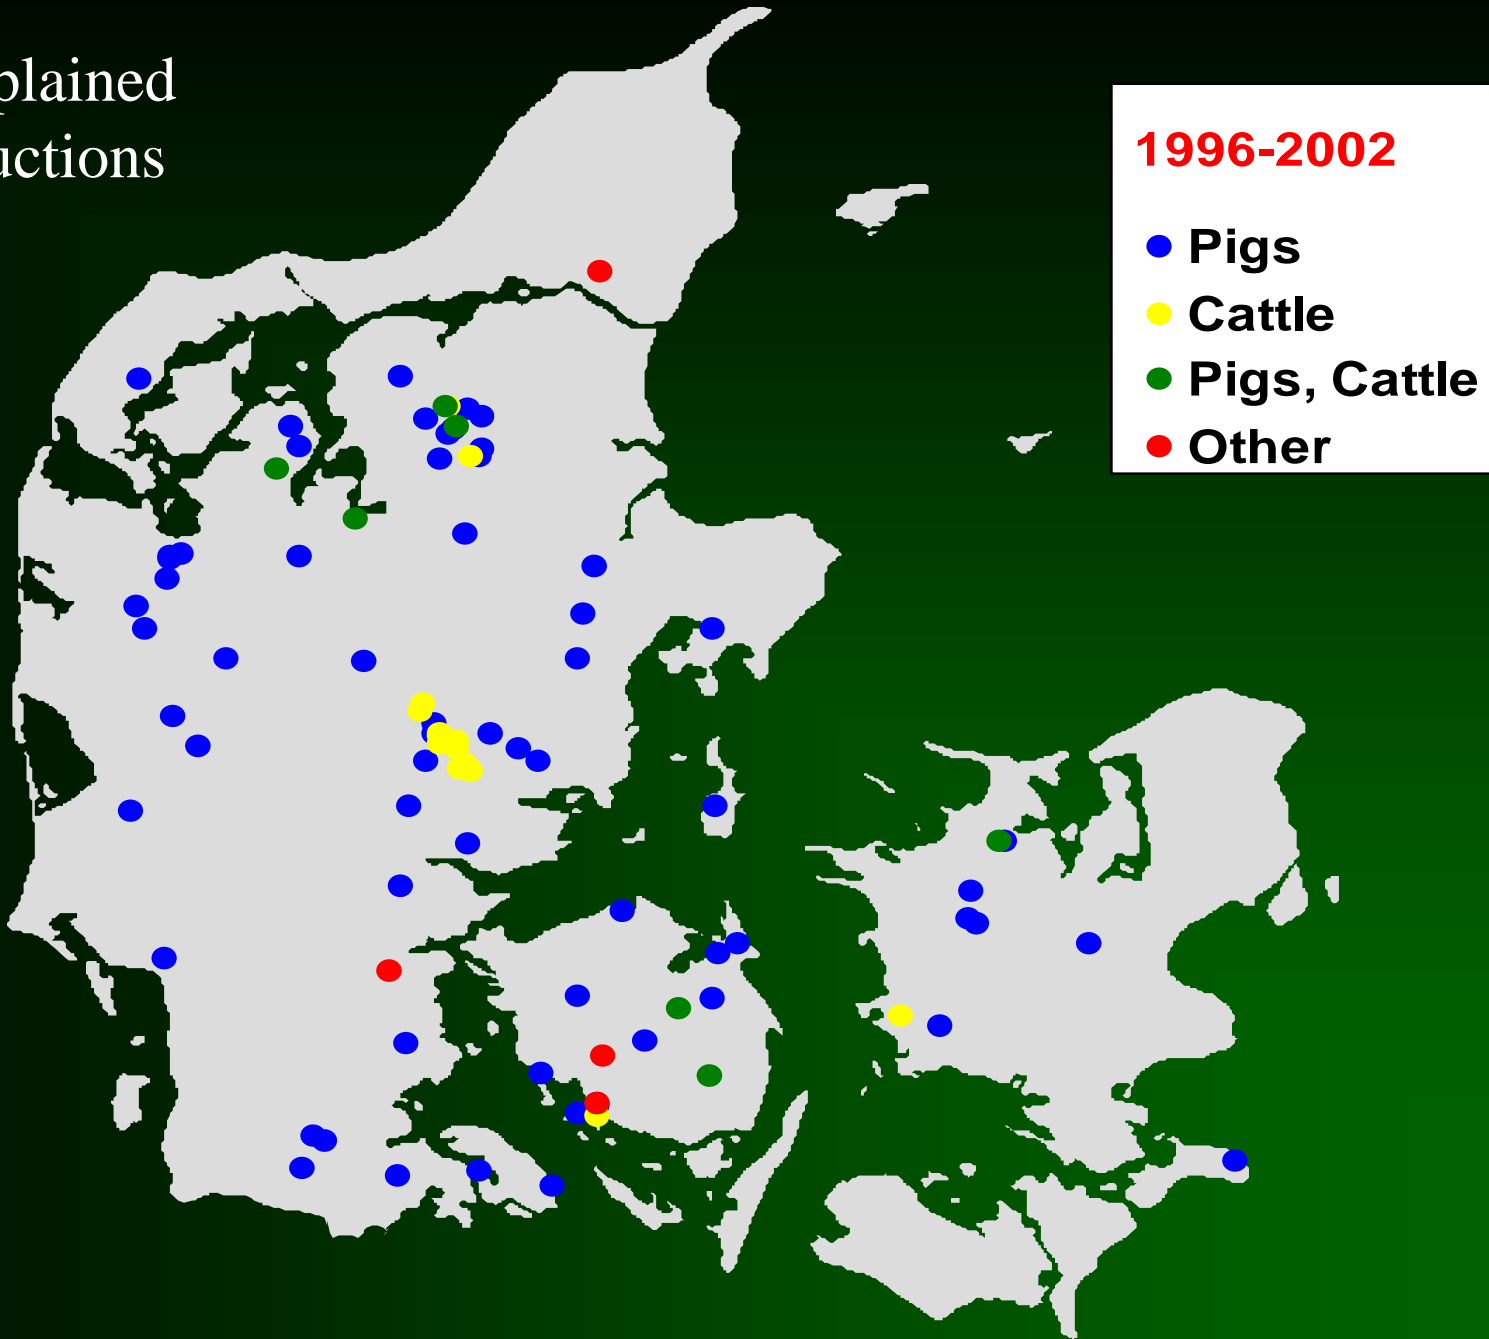 plained
uctions
1996-2002
Pigs
Cattle
Pigs, Cattle
Other